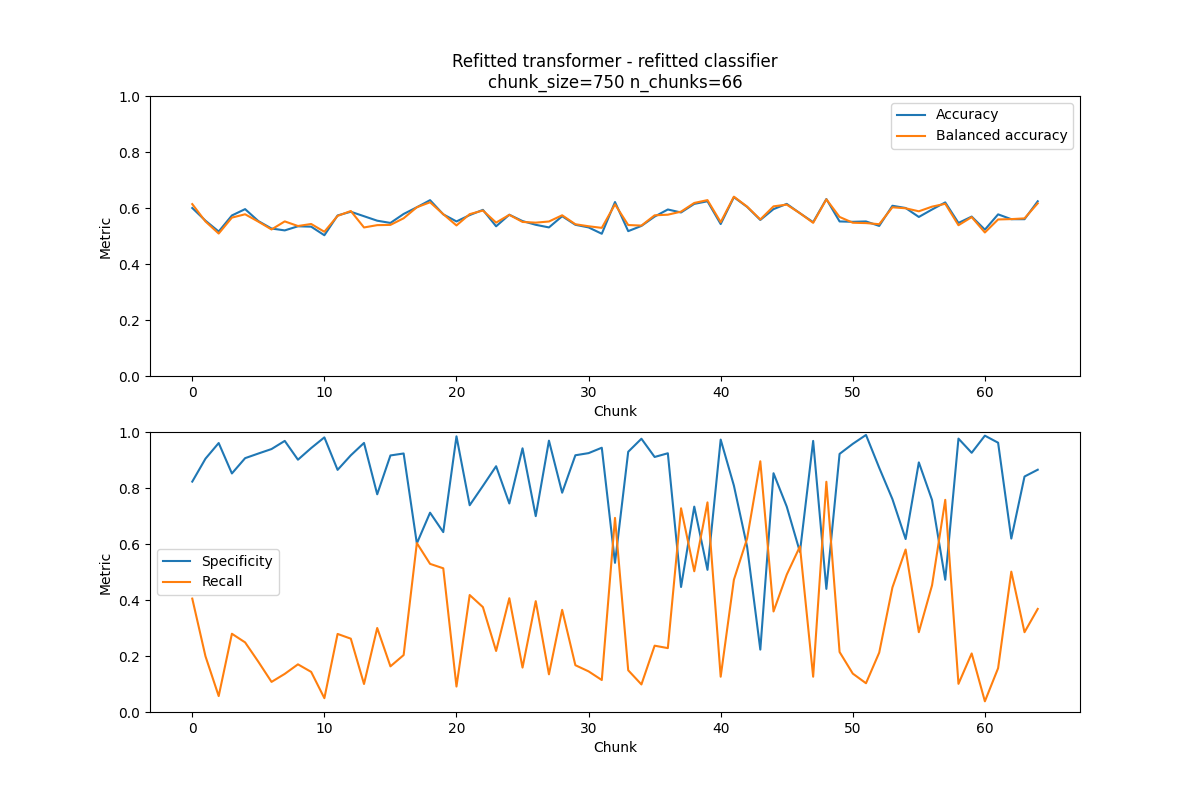 Refitted transformer - refitted classifier
chunk_size=750 n_chunks=66
1.0
0.8
0.6
0.4
0.2
0.0
Metric
Accuracy
Balanced accuracy
0 10 20 30 40 50 60
Chunk
1.0
0.8
0.6
0.4
0.2
0.0
Metric
Specificity
Recall
0 10 20 30 40 50 60
Chunk